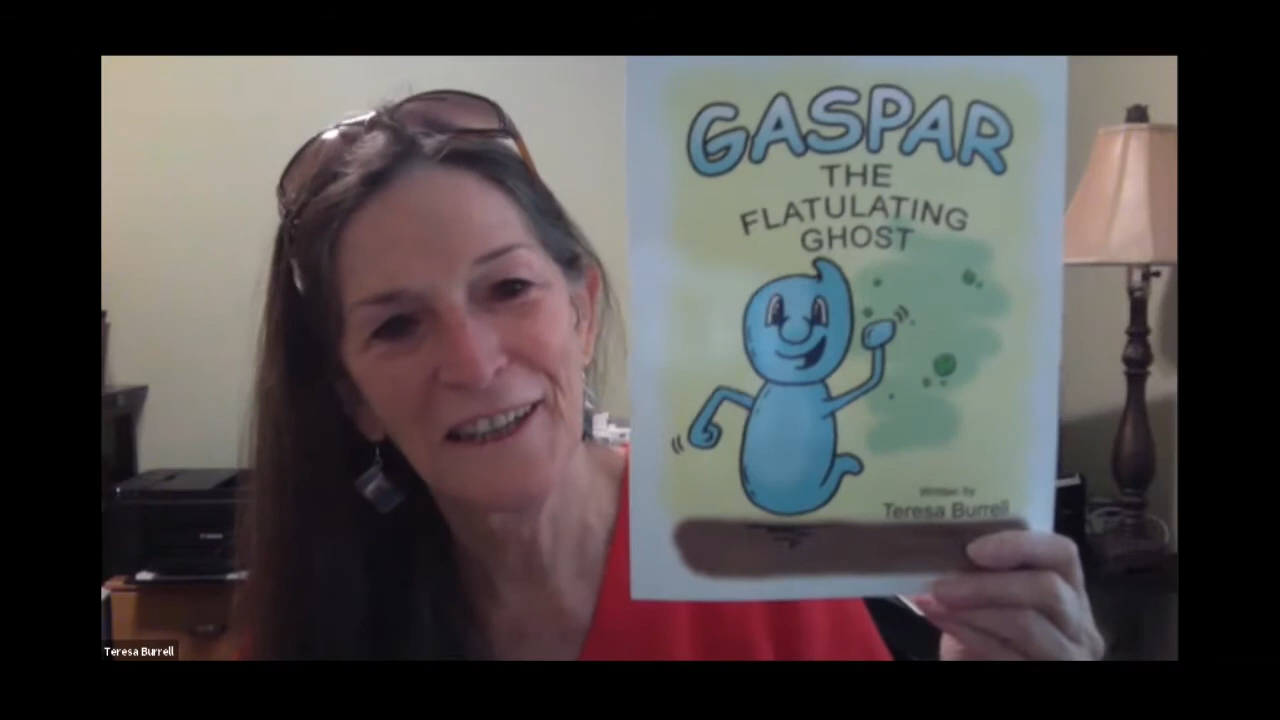 GASPAR
THE
FLATULATING
GHOST
Written by
Teresa Burrell
Teresa Burrell